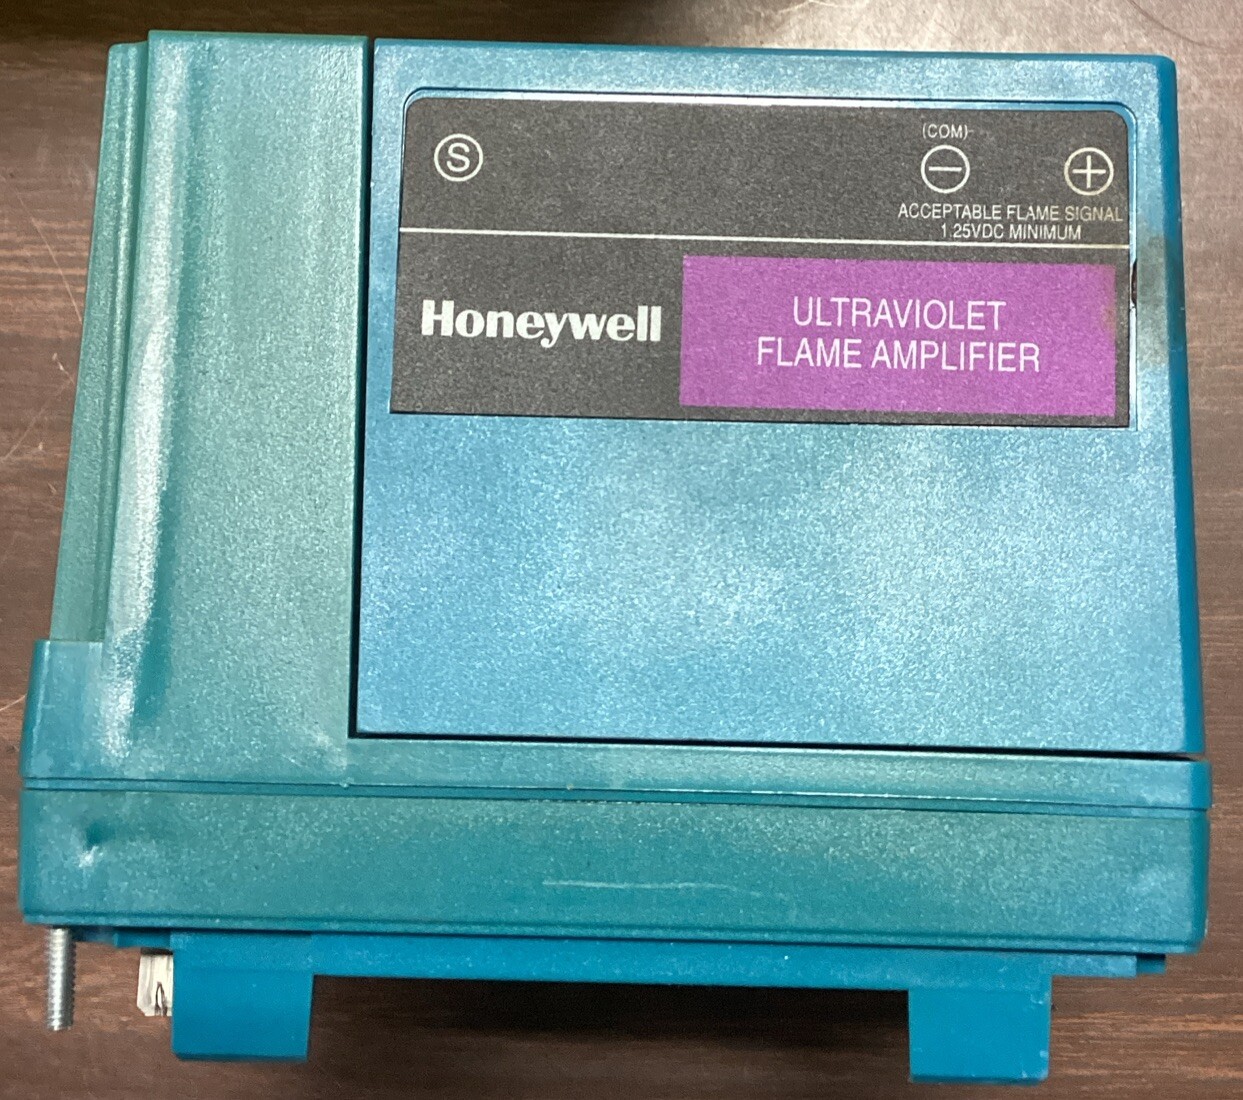 S
(COM)
− +
ACCEPTABLE FLAME SIGNAL
1.25VDC MINIMUM
Honeywell
ULTRAVIOLET
FLAME AMPLIFIER